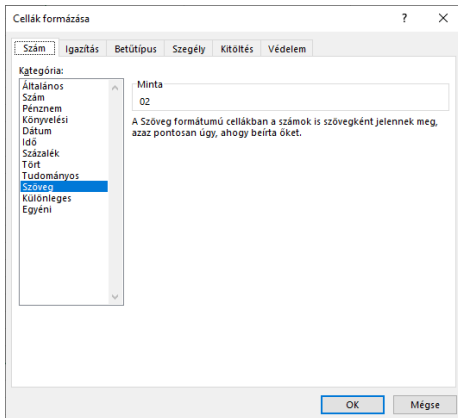 Cellák formázása
?
Szám Igazítás Betűtípus Szegély Kitöltés Védelem
Kategória:
Általános
Szám
Pénznem
Könyvelési
Dátum
Idő
Százalék
Tört
Tudományos
Szöveg
Különleges
Egyéni
Minta
02
A Szöveg formátumú cellákban a számok is szövegként jelennek meg,
azaz pontosan úgy, ahogy beírta őket.
OK Mégse